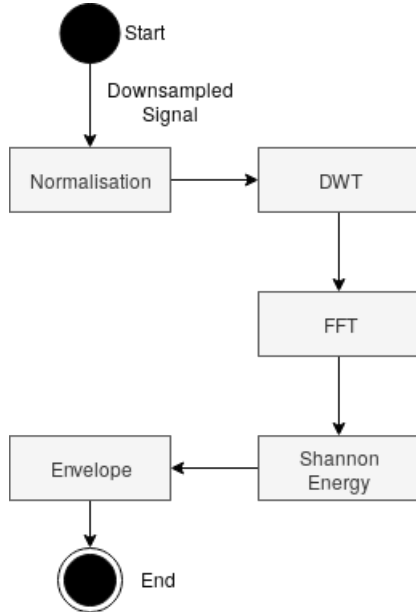 Start
Downsampled
Signal
Normalisation
DWT
FFT
Shannon
Energy
Envelope
End